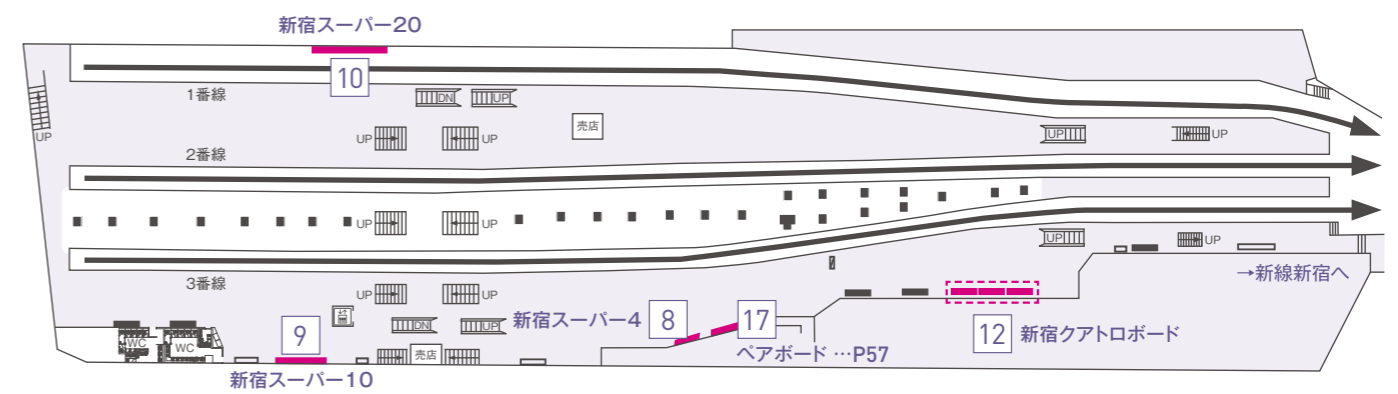 新宿スーパー20
10
1番線
DN
UP
UP
売店
UP
UP
UP
UP
2番線
UP
UP
3番線
UP
UP
UP
UP
→新線新宿へ
DN
UP
新宿スーパー4
8
17
ペアボード …P57
12
新宿クアトロボード
WC
WC
9
売店
新宿スーパー10